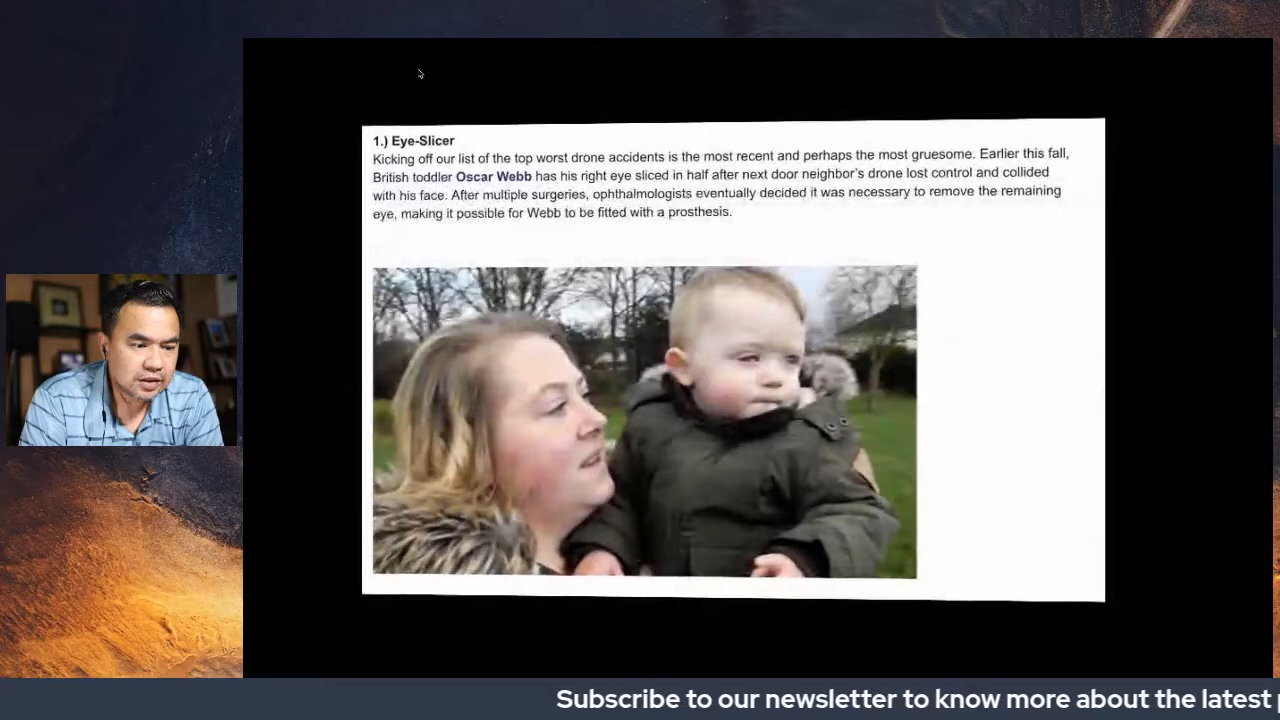 1.) Eye-Slicer
Kicking off our list of the top worst drone accidents is the most recent and perhaps the most gruesome. Earlier this fall,
British toddler Oscar Webb has his right eye sliced in half after next door neighbor's drone lost control and collided
with his face. After multiple surgeries, ophthalmologists eventually decided it was necessary to remove the remaining
eye, making it possible for Webb to be fitted with a prosthesis.
Subscribe to our newsletter to know more about the latest